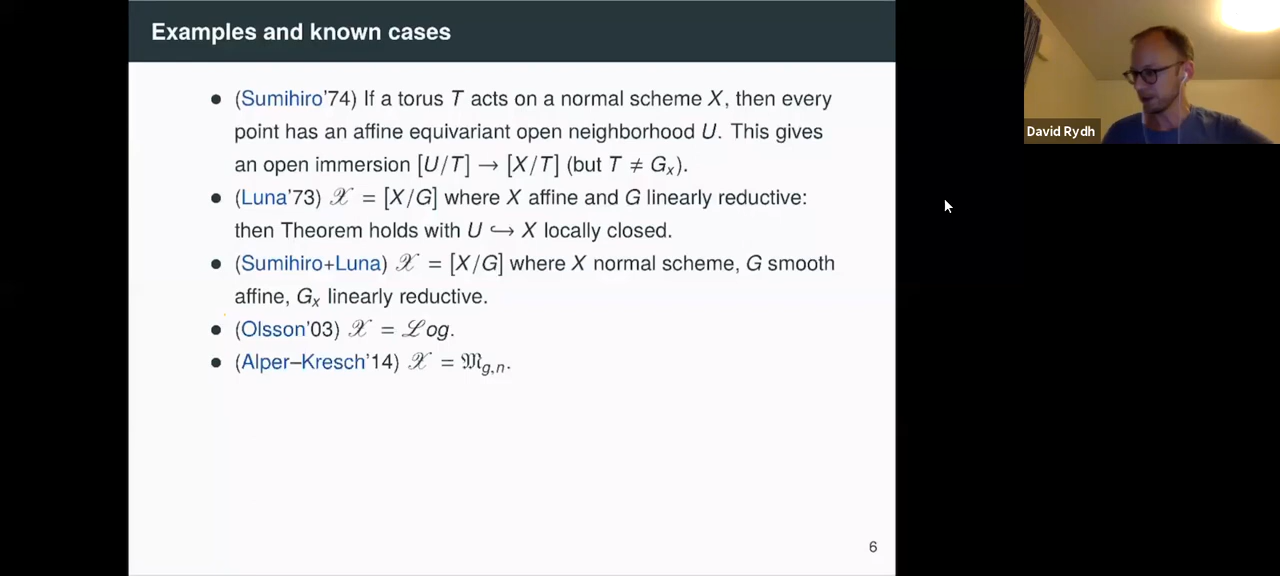 Examples and known cases
• (Sumihiro'74) If a torus T acts on a normal scheme X, then every
point has an affine equivariant open neighborhood U. This gives
an open immersion [U/T] → [X/T] (but T ≠ Gₓ).
• (Luna'73) 𝒳 = [X/G] where X affine and G linearly reductive:
then Theorem holds with U ↪ X locally closed.
• (Sumihiro+Luna) 𝒳 = [X/G] where X normal scheme, G smooth
affine, Gₓ linearly reductive.
• (Olsson'03) 𝒳 = ℒog.
• (Alper–Kresch'14) 𝒳 = 𝔐_{g,n}.
6
David Rydh